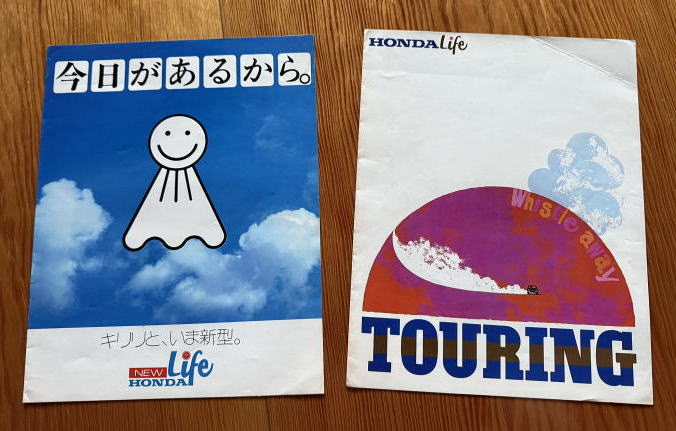 今日があるから。
キリリと、いま新型。
NEW Life
HONDA
HONDA Life
Whistle away
TOURING